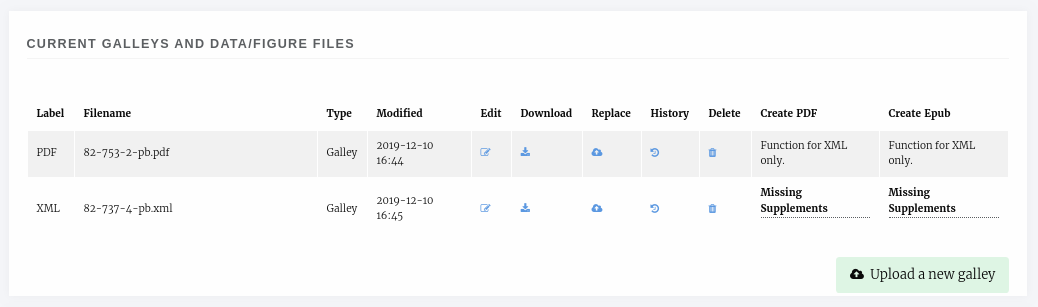 CURRENT GALLEYS AND DATA/FIGURE FILES
Label Filename Type Modified Edit Download Replace History Delete Create PDF Create Epub
PDF 82-753-2-pb.pdf Galley 2019-12-10 16:44 Function for XML only. Function for XML only.
XML 82-737-4-pb.xml Galley 2019-12-10 16:45 Missing Supplements Missing Supplements
Upload a new galley